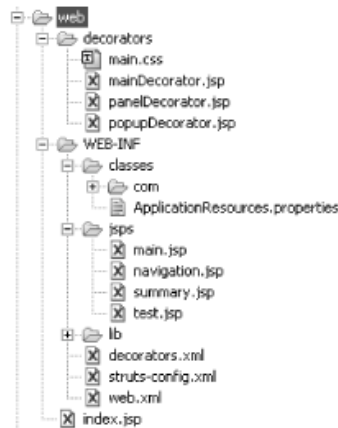 web
decorators
main.css
mainDecorator.jsp
panelDecorator.jsp
popupDecorator.jsp
WEB-INF
classes
com
ApplicationResources.properties
jsps
main.jsp
navigation.jsp
summary.jsp
test.jsp
lib
decorators.xml
struts-config.xml
web.xml
index.jsp